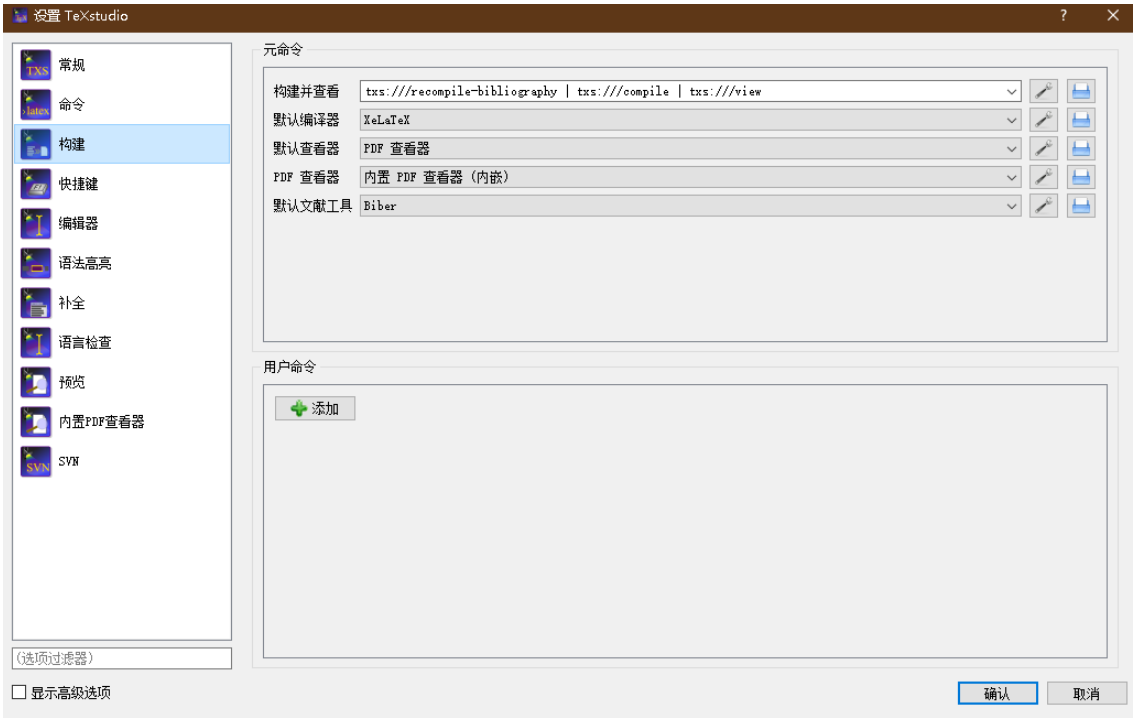 设置 TeXstudio
?
×
常规
命令
构建
快捷键
编辑器
语法高亮
补全
语言检查
预览
内置PDF查看器
SVN
(选项过滤器)
显示高级选项
元命令
构建并查看 txs:///recompile-bibliography | txs:///compile | txs:///view
默认编译器 XeLaTeX
默认查看器 PDF 查看器
PDF 查看器 内置 PDF 查看器 (内嵌)
默认文献工具 Biber
用户命令
添加
确认 取消